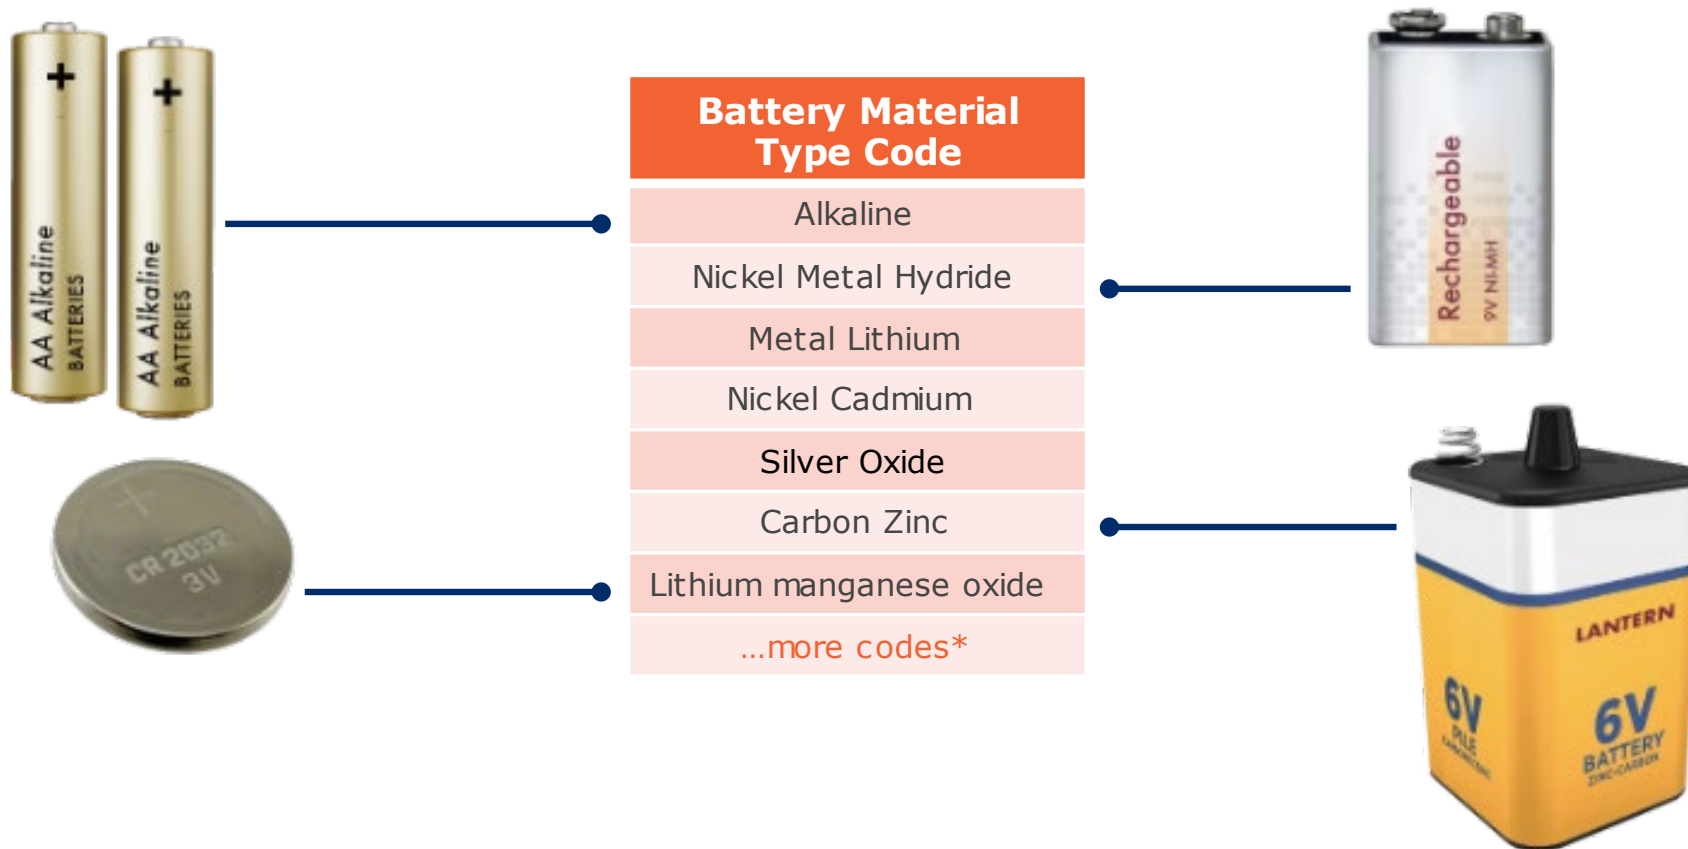 +
AA Alkaline
BATTERIES
+
AA Alkaline
BATTERIES
CR 2032
3V
Battery Material
Type Code
Alkaline
Nickel Metal Hydride
Metal Lithium
Nickel Cadmium
Silver Oxide
Carbon Zinc
Lithium manganese oxide
...more codes*
Rechargeable
9V NI-MH
LANTERN
6V
PILE
6V
BATTERY
ZINC-CARBON